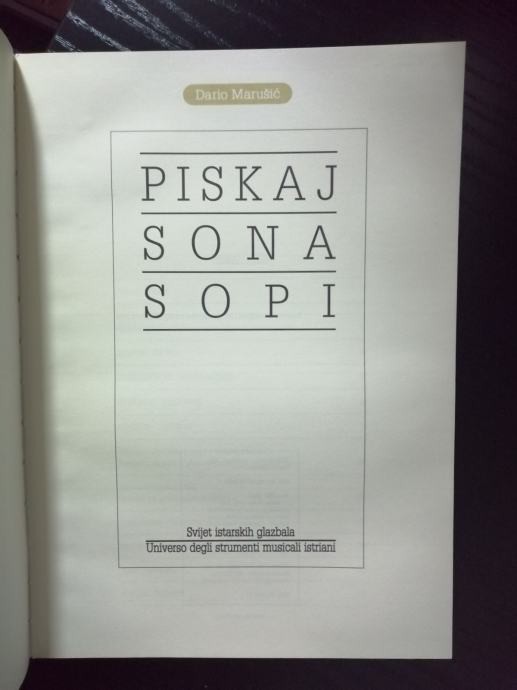 Dario Marušić
PISKAJ
SONA
SOPI
Svijet istarskih glazbala
Universo degli strumenti musicali istriani